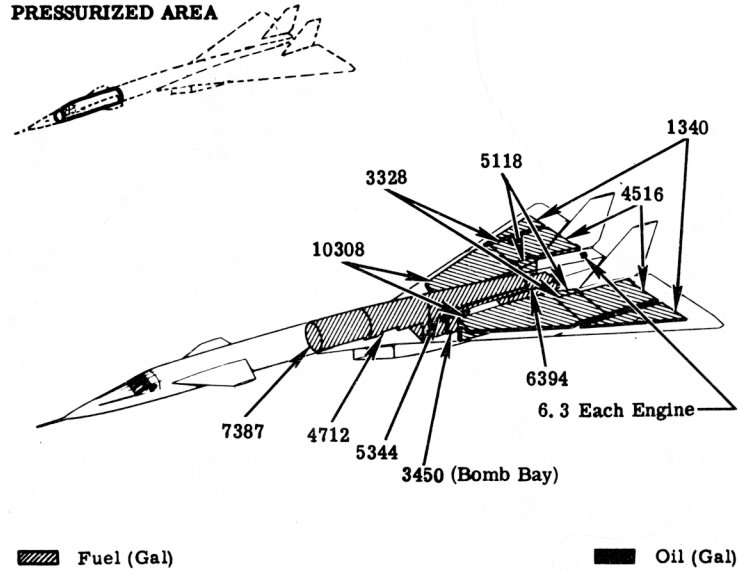 PRESSURIZED AREA
1340
5118
3328
4516
10308
6394
6.3 Each Engine
7387
4712
5344
3450 (Bomb Bay)
Fuel (Gal)
Oil (Gal)